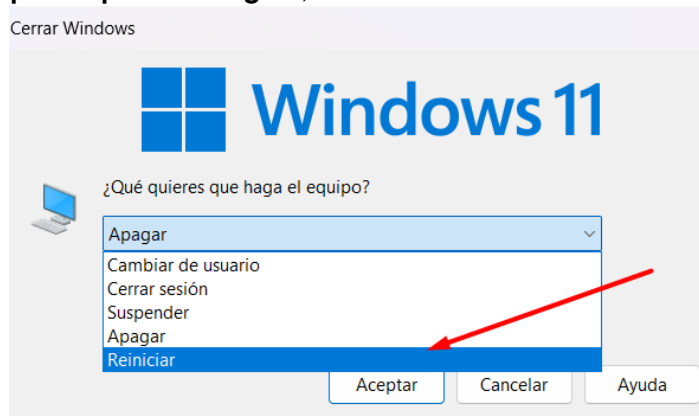 Cerrar Windows
Windows 11
¿Qué quieres que haga el equipo?
Apagar
Cambiar de usuario
Cerrar sesión
Suspender
Apagar
Reiniciar
Aceptar Cancelar Ayuda